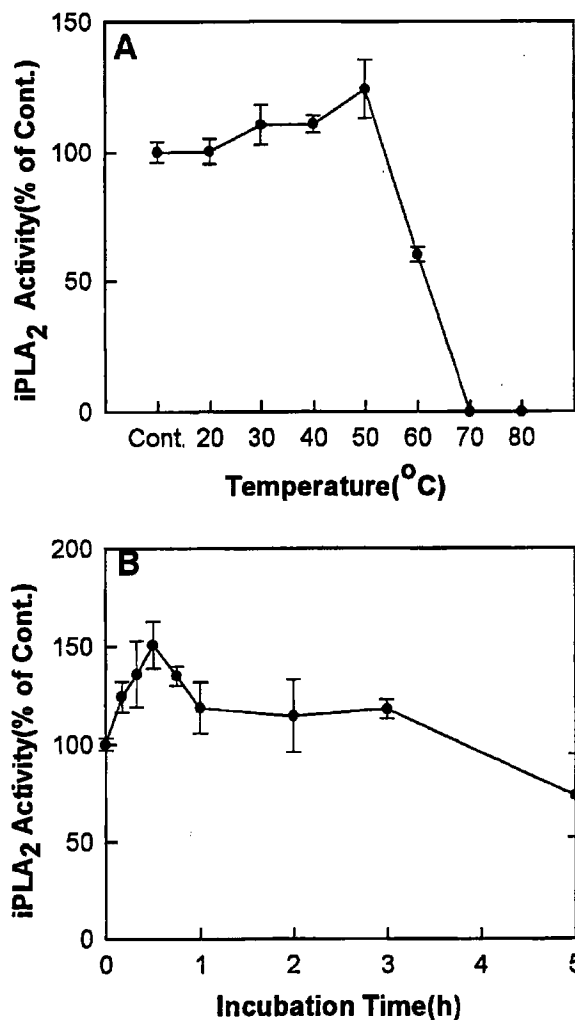 A
iPLA2 Activity(% of Cont.)
150
100
50
0
Cont. 20 30 40 50 60 70 80
Temperature(oC)
B
iPLA2 Activity(% of Cont.)
200
150
100
50
0
0 1 2 3 4 5
Incubation Time(h)